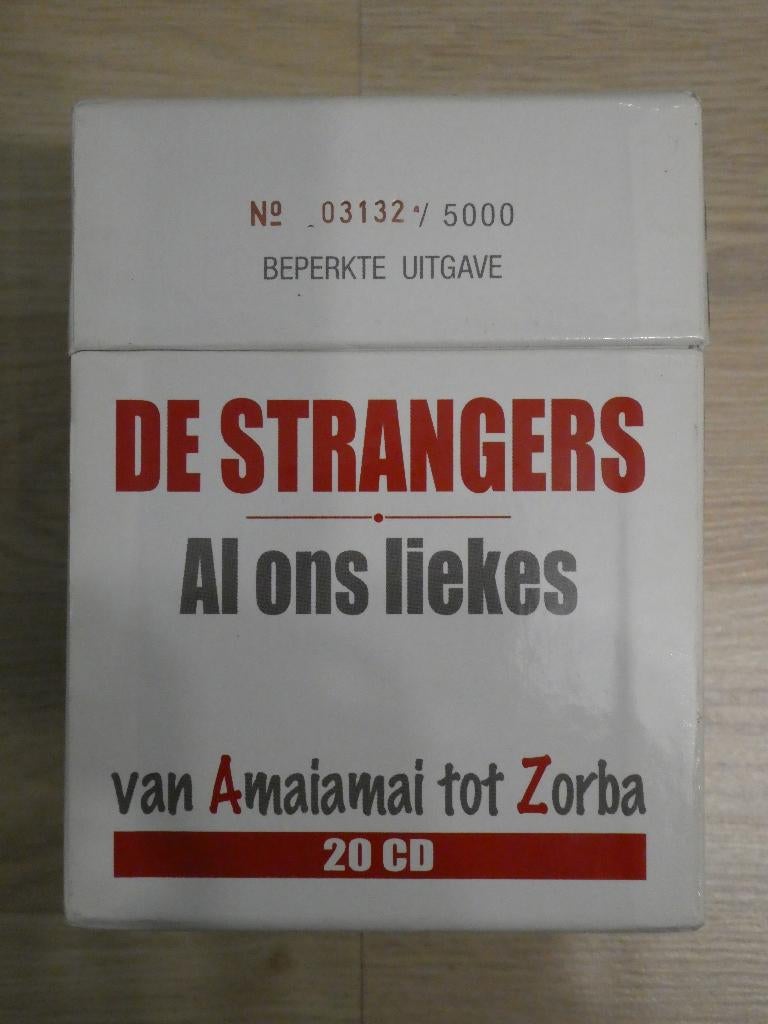 Nº 03132 / 5000
BEPERKTE UITGAVE
DE STRANGERS
Al ons liekes
van Amaiamai tot Zorba
20 CD